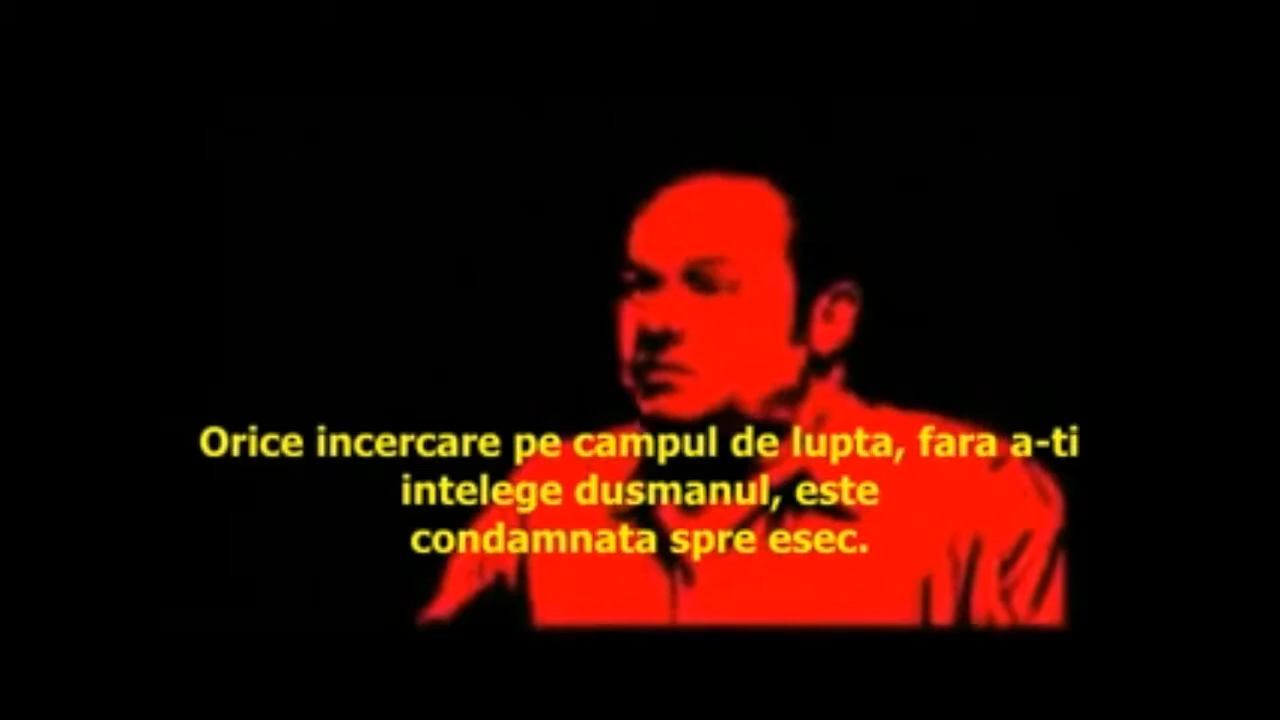 Orice incercare pe campul de lupta, fara a-ti
intelege dusmanul, este
condamnata spre esec.